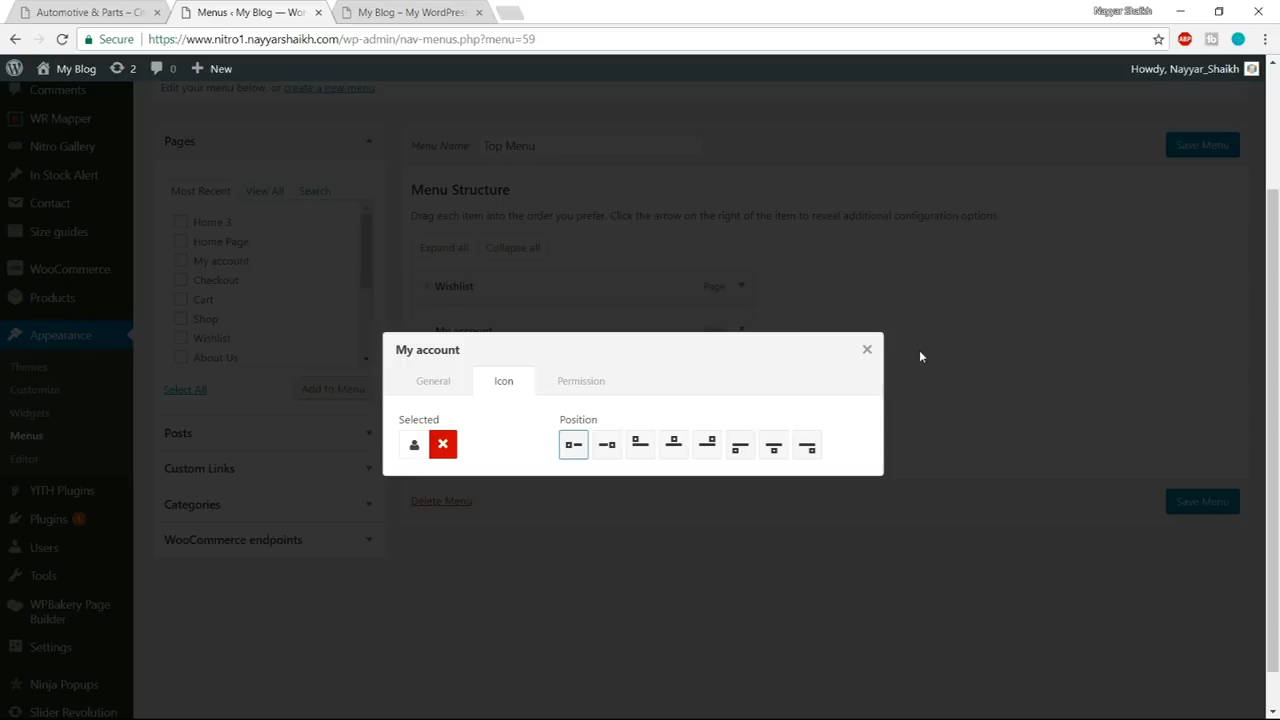 Automotive & Parts – Ci
Menus ‹ My Blog — Wor
My Blog – My WordPres
Nayyar Shaikh
Secure
https://www.nitro1.nayyarshaikh.com/wp-admin/nav-menus.php?menu=59
My Blog
2
0
New
Howdy, Nayyar_Shaikh
Comments
WR Mapper
Nitro Gallery
In Stock Alert
Contact
Size guides
WooCommerce
Products
Appearance
Themes
Customize
Widgets
Menus
Editor
YITH Plugins
Plugins 1
Users
Tools
WPBakery Page
Builder
Settings
Ninja Popups
Slider Revolution
Edit your menu below, or create a new menu.
Pages
Most Recent
View All
Search
Home 3
Home Page
My account
Checkout
Cart
Shop
Wishlist
About Us
Select All
Add to Menu
Posts
Custom Links
Categories
WooCommerce endpoints
Menu Name
Top Menu
Save Menu
Menu Structure
Drag each item into the order you prefer. Click the arrow on the right of the item to reveal additional configuration options.
Expand all
Collapse all
Wishlist
Page
My account
My account
General
Icon
Permission
Selected
Position
Delete Menu
Save Menu